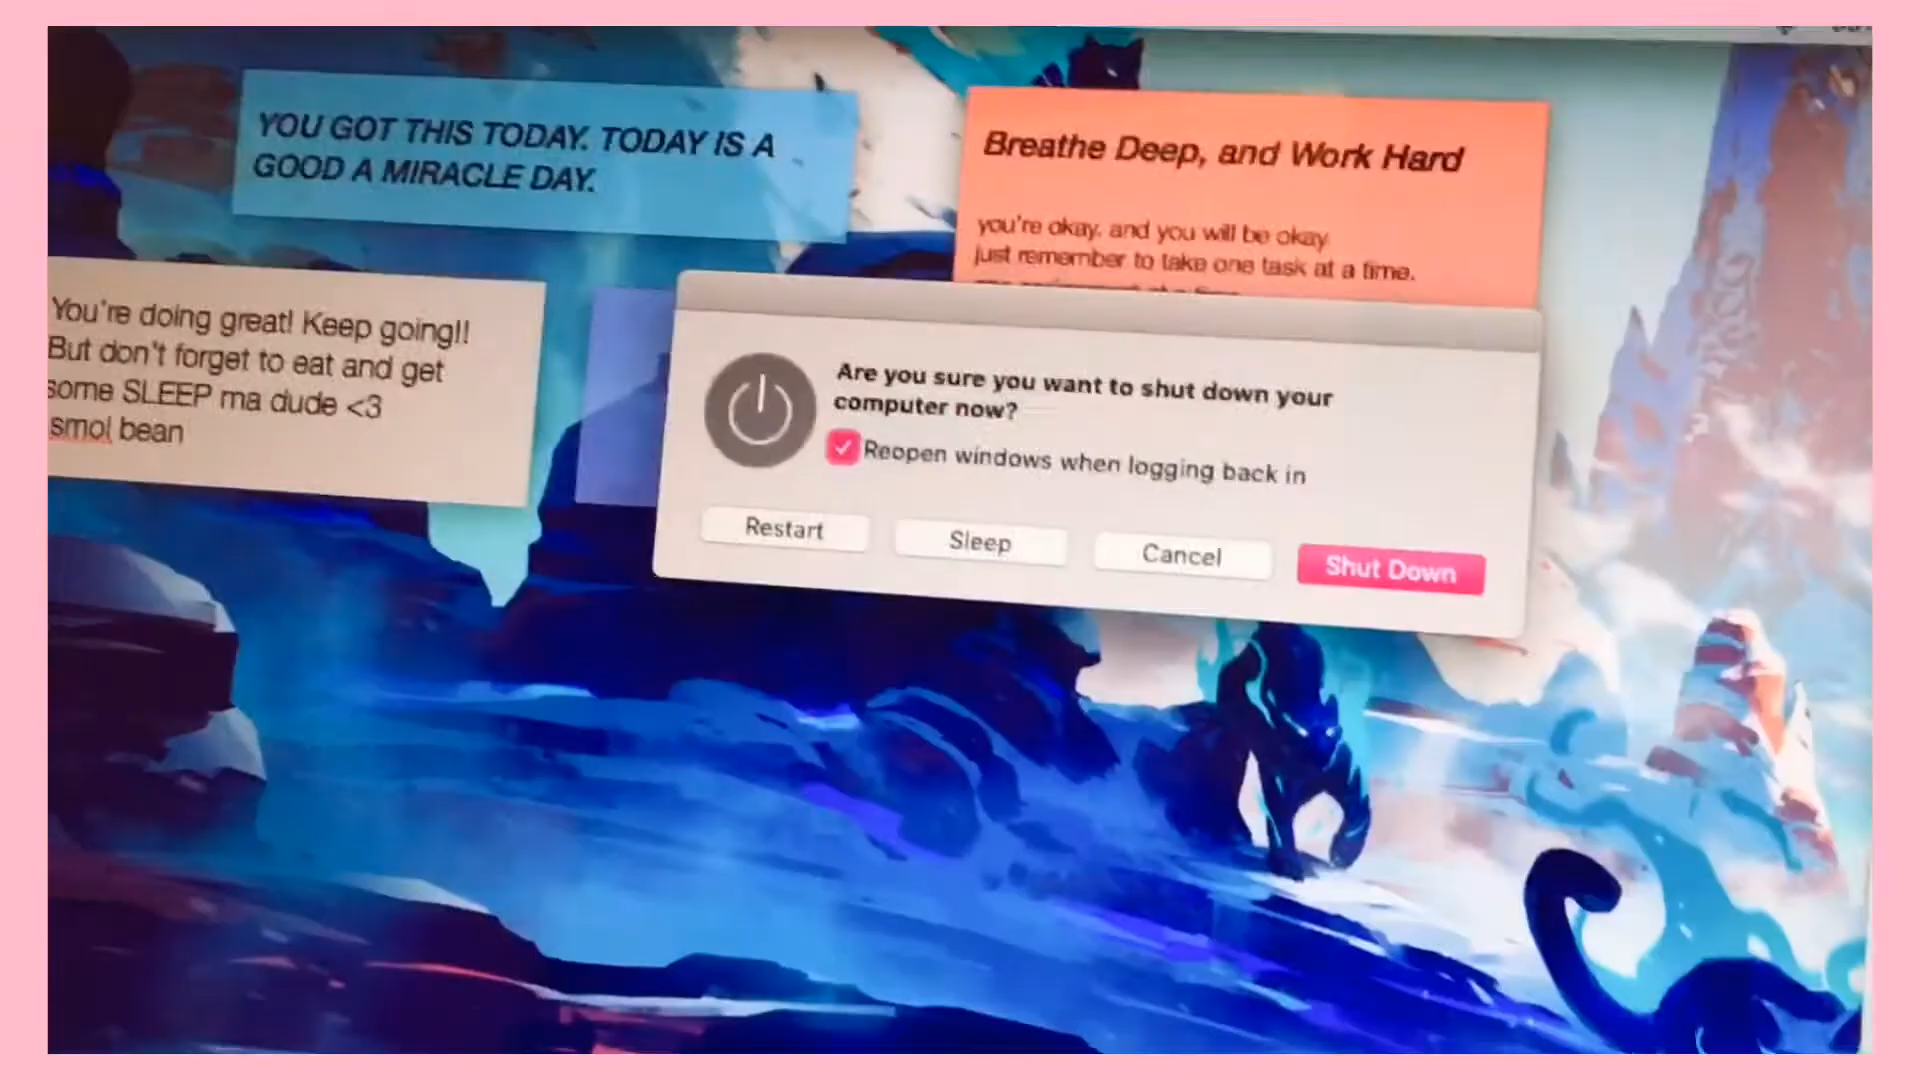 YOU GOT THIS TODAY. TODAY IS A
GOOD A MIRACLE DAY.
Breathe Deep, and Work Hard
you're okay. and you will be okay.
just remember to take one task at a time.
You're doing great! Keep going!!
But don't forget to eat and get
some SLEEP ma dude <3
smol bean
Are you sure you want to shut down your
computer now?
Reopen windows when logging back in
Restart
Sleep
Cancel
Shut Down